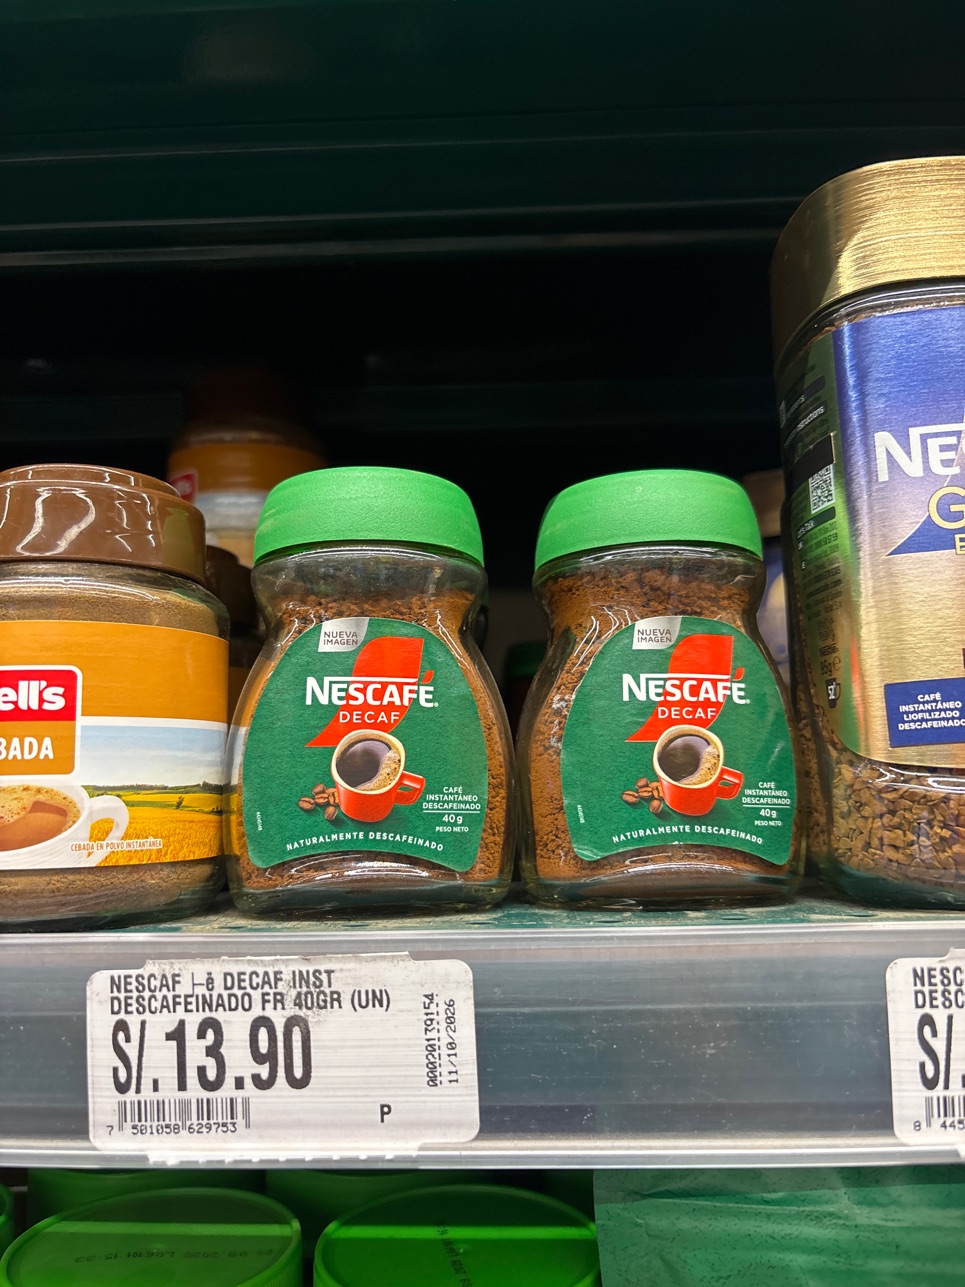 ell's
BADA
CEBADA EN POLVO INSTANTÁNEA
NUEVA
IMAGEN
NESCAFÉ
DECAF
CAFÉ
INSTANTÁNEO
DESCAFEINADO
40g
PESO NETO
NATURALMENTE DESCAFEINADO
NUEVA
IMAGEN
NESCAFÉ
DECAF
CAFÉ
INSTANTÁNEO
DESCAFEINADO
40g
PESO NETO
NATURALMENTE DESCAFEINADO
NE
G
CAFÉ
INSTANTÁNEO
LIOFILIZADO
DESCAFEINADO
NESCAF ├ē DECAF INST
DESCAFEINADO FR 40GR (UN)
S/.13.90
7 501058 629753
P
00020139154
11/10/2026
NESC
DESC
S/.
8 445